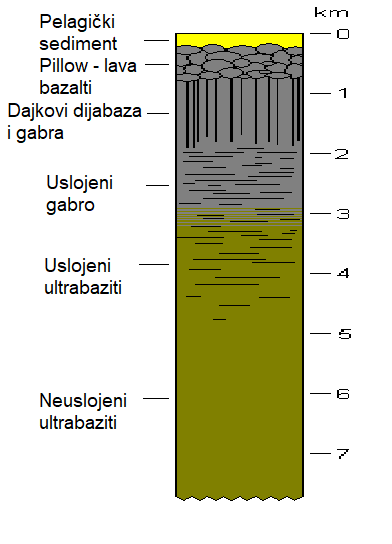 km
Pelagički
sediment
0
Pillow - lava
bazalti
1
Dajkovi dijabaza
i gabra
2
Uslojeni
gabro
3
Uslojeni
ultrabaziti
4
5
Neuslojeni
ultrabaziti
6
7